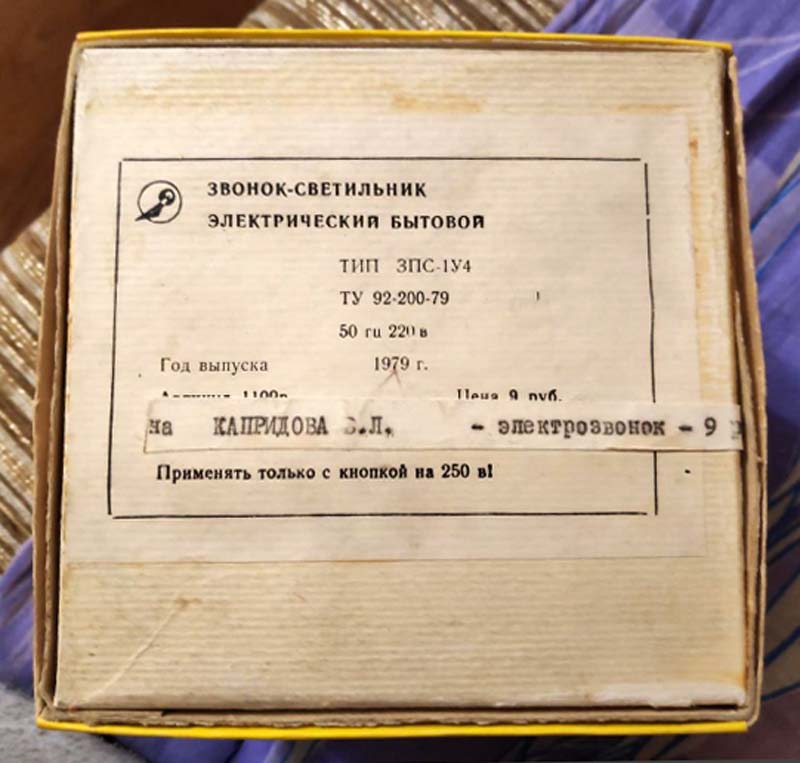 ЗВОНОК-СВЕТИЛЬНИК
ЭЛЕКТРИЧЕСКИЙ БЫТОВОЙ
ТИП ЗПС-1У4
ТУ 92-200-79
50 гц 220 в
Год выпуска 1979 г.
Цена 9 руб.
на КАПРИДОВА Л. - электрозвонок - 9
Применять только с кнопкой на 250 в!